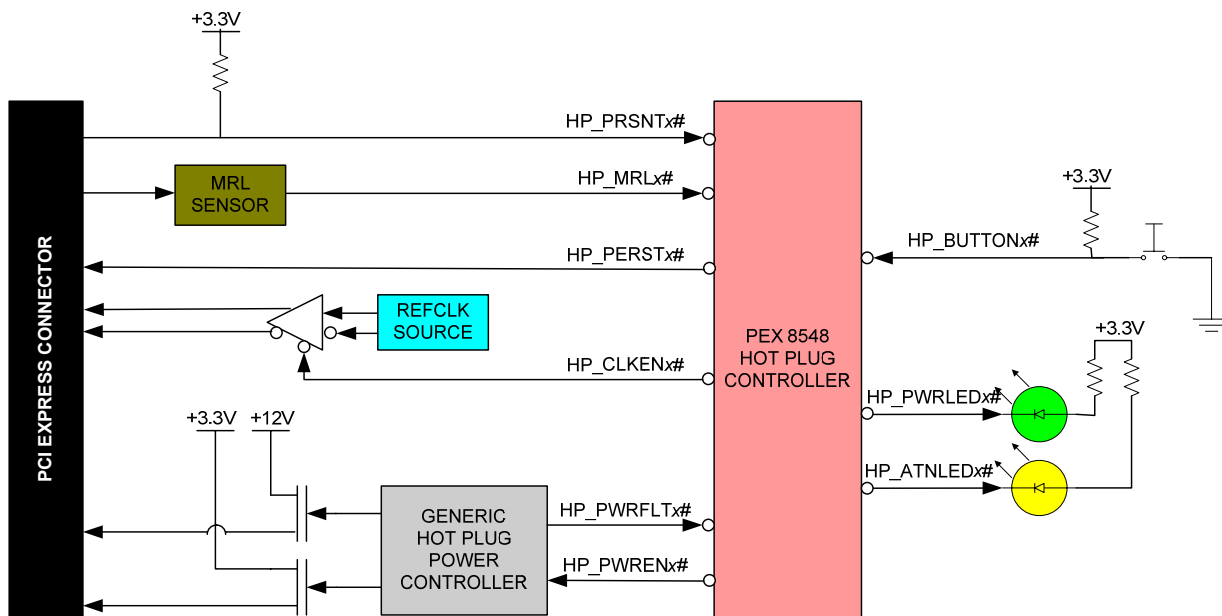 +3.3V
HP_PRSNTx#
MRL
SENSOR
HP_MRLx#
+3.3V
HP_BUTTONx#
HP_PERSTx#
REFCLK
SOURCE
PCI EXPRESS CONNECTOR
PEX 8548
HOT PLUG
CONTROLLER
+3.3V
HP_CLKENx#
HP_PWRLEDx#
+3.3V
+12V
HP_ATNLEDx#
GENERIC
HOT PLUG
POWER
CONTROLLER
HP_PWRFLTx#
HP_PWRENx#